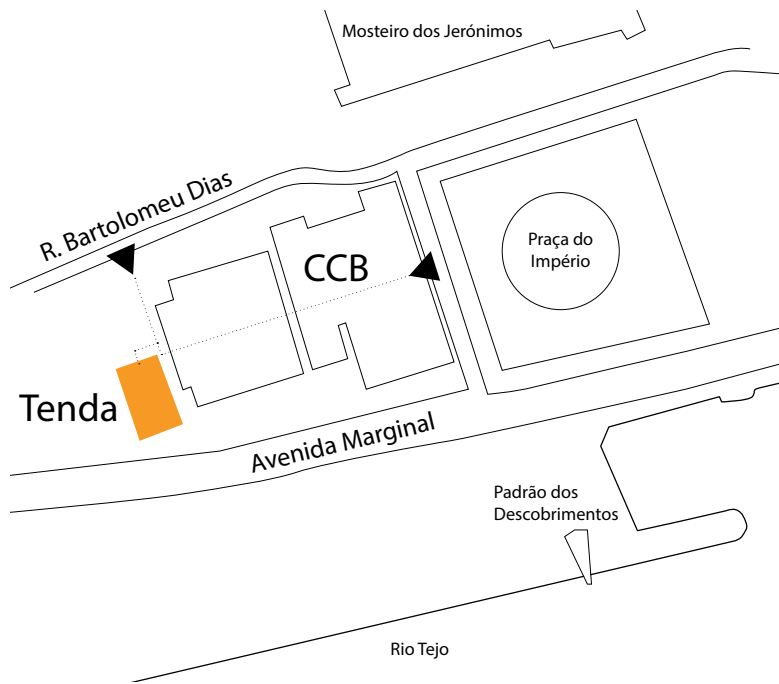 Mosteiro dos Jerónimos
R. Bartolomeu Dias
Praça do
Império
CCB
Tenda
Avenida Marginal
Padrão dos
Descobrimentos
Rio Tejo